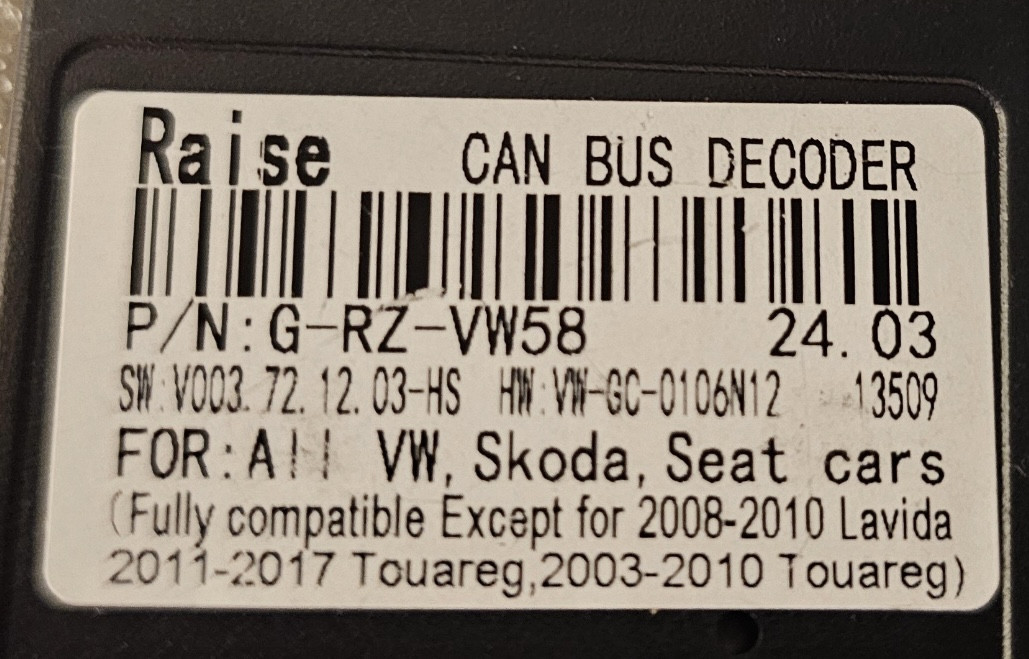 Raise CAN BUS DECODER
P/N:G-RZ-VW58 24.03
SW:V003.72.12.03-HS HW:VW-GC-0106N12 13509
FOR:All VW, Skoda, Seat cars
(Fully compatible Except for 2008-2010 Lavida
2011-2017 Touareg,2003-2010 Touareg)